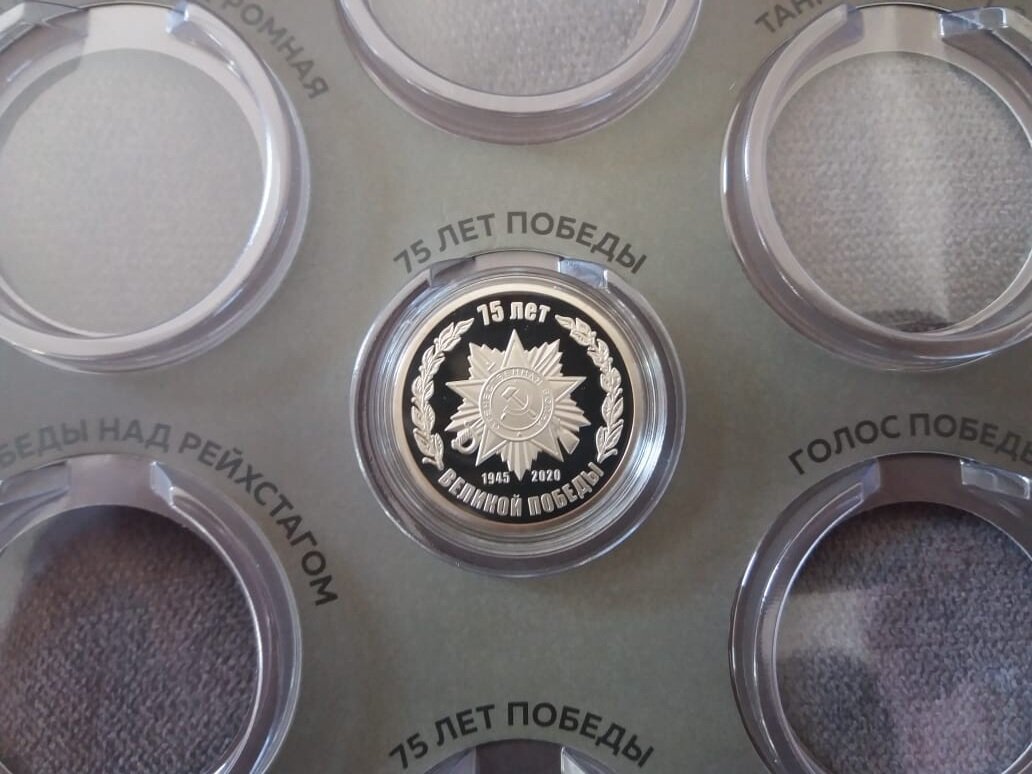 РОМНАЯ
ТАН
75 ЛЕТ ПОБЕДЫ
75 лет
1945 2020
ВЕЛИКОЙ ПОБЕДЫ
БЕДЫ НАД РЕЙХСТАГОМ
ГОЛОС ПОБЕДЫ
75 ЛЕТ ПОБЕДЫ